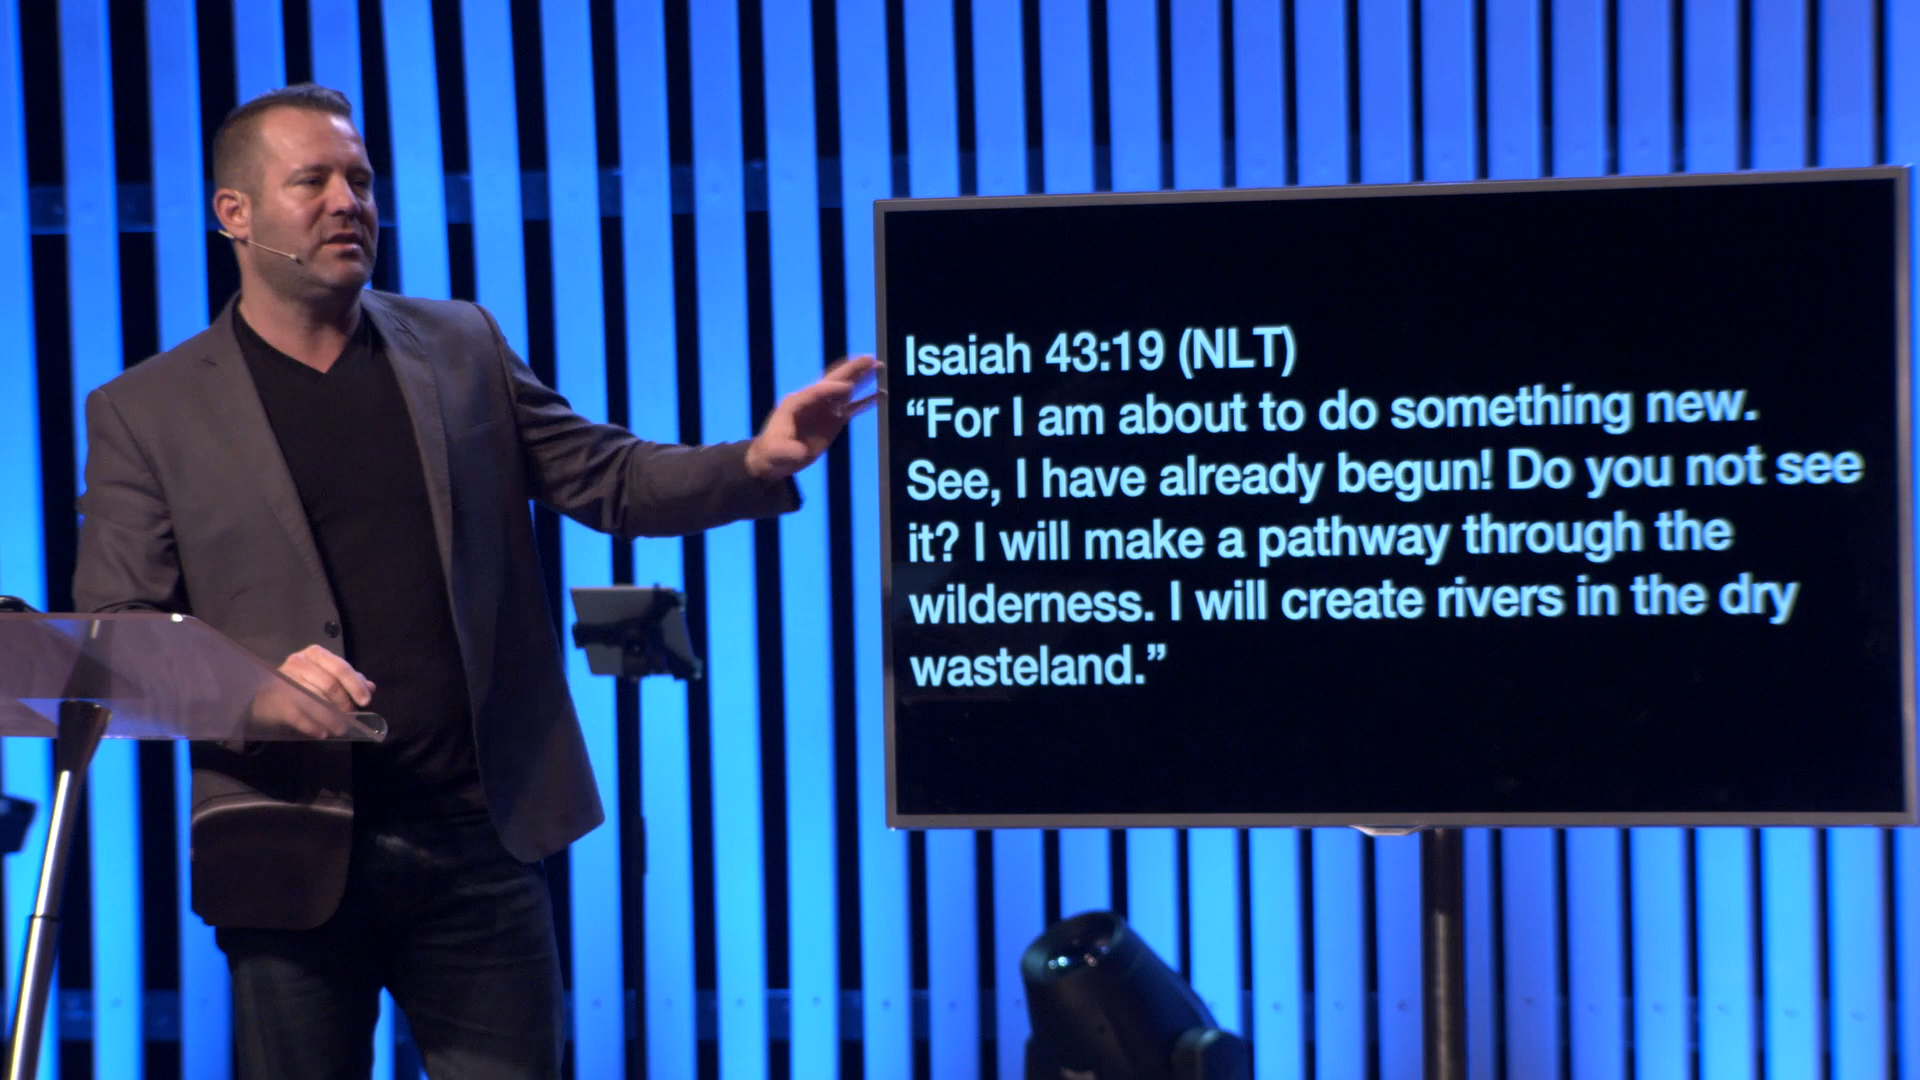 Isaiah 43:19 (NLT)
“For I am about to do something new.
See, I have already begun! Do you not see
it? I will make a pathway through the
wilderness. I will create rivers in the dry
wasteland.”